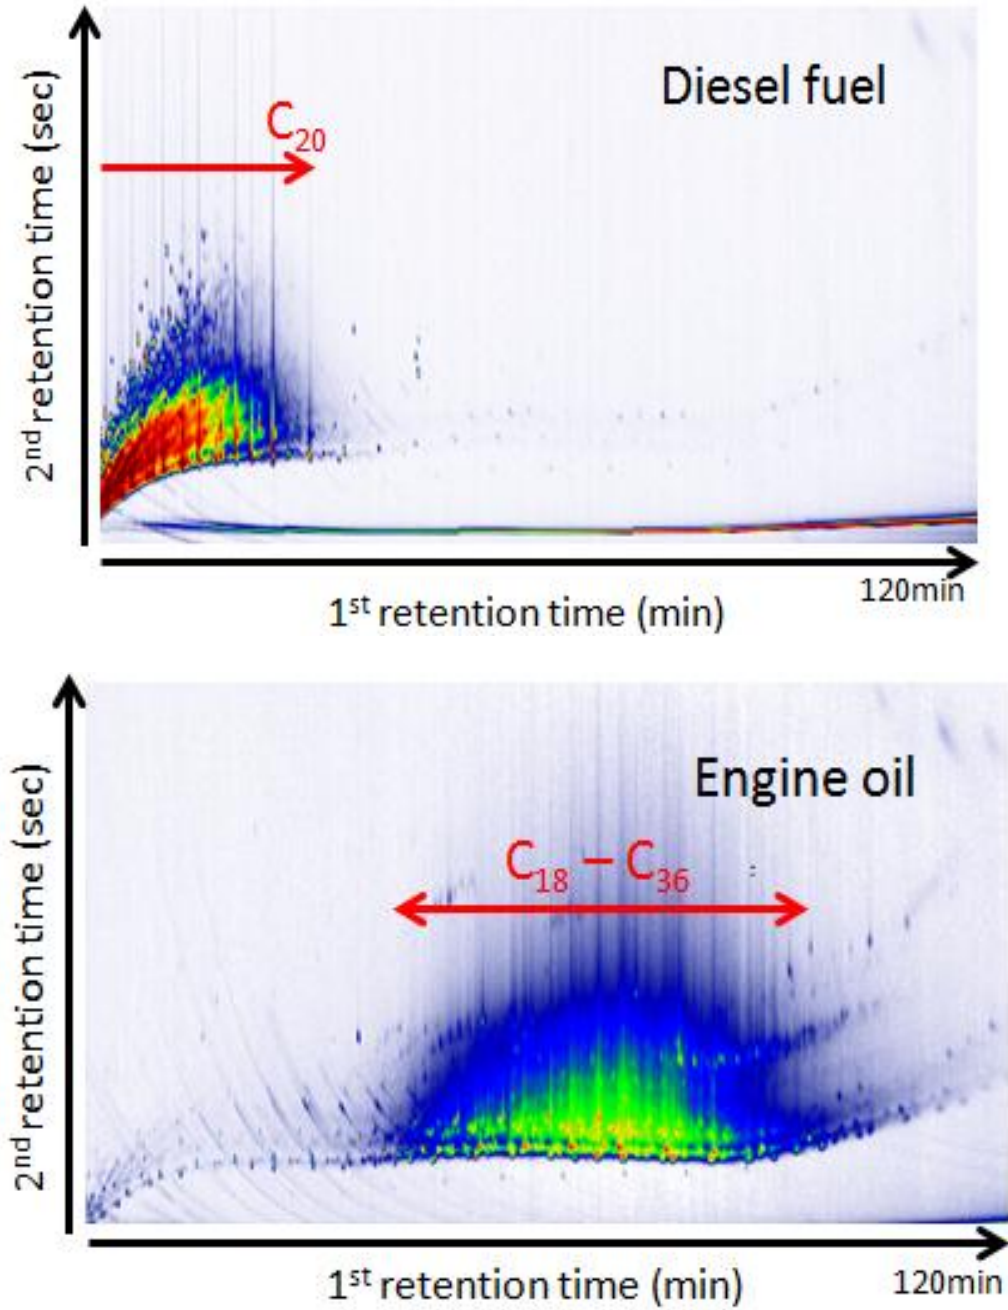 Diesel fuel
C₂₀
2ⁿᵈ retention time (sec)
120min
1ˢᵗ retention time (min)
Engine oil
C₁₈ – C₃₆
2ⁿᵈ retention time (sec)
120min
1ˢᵗ retention time (min)